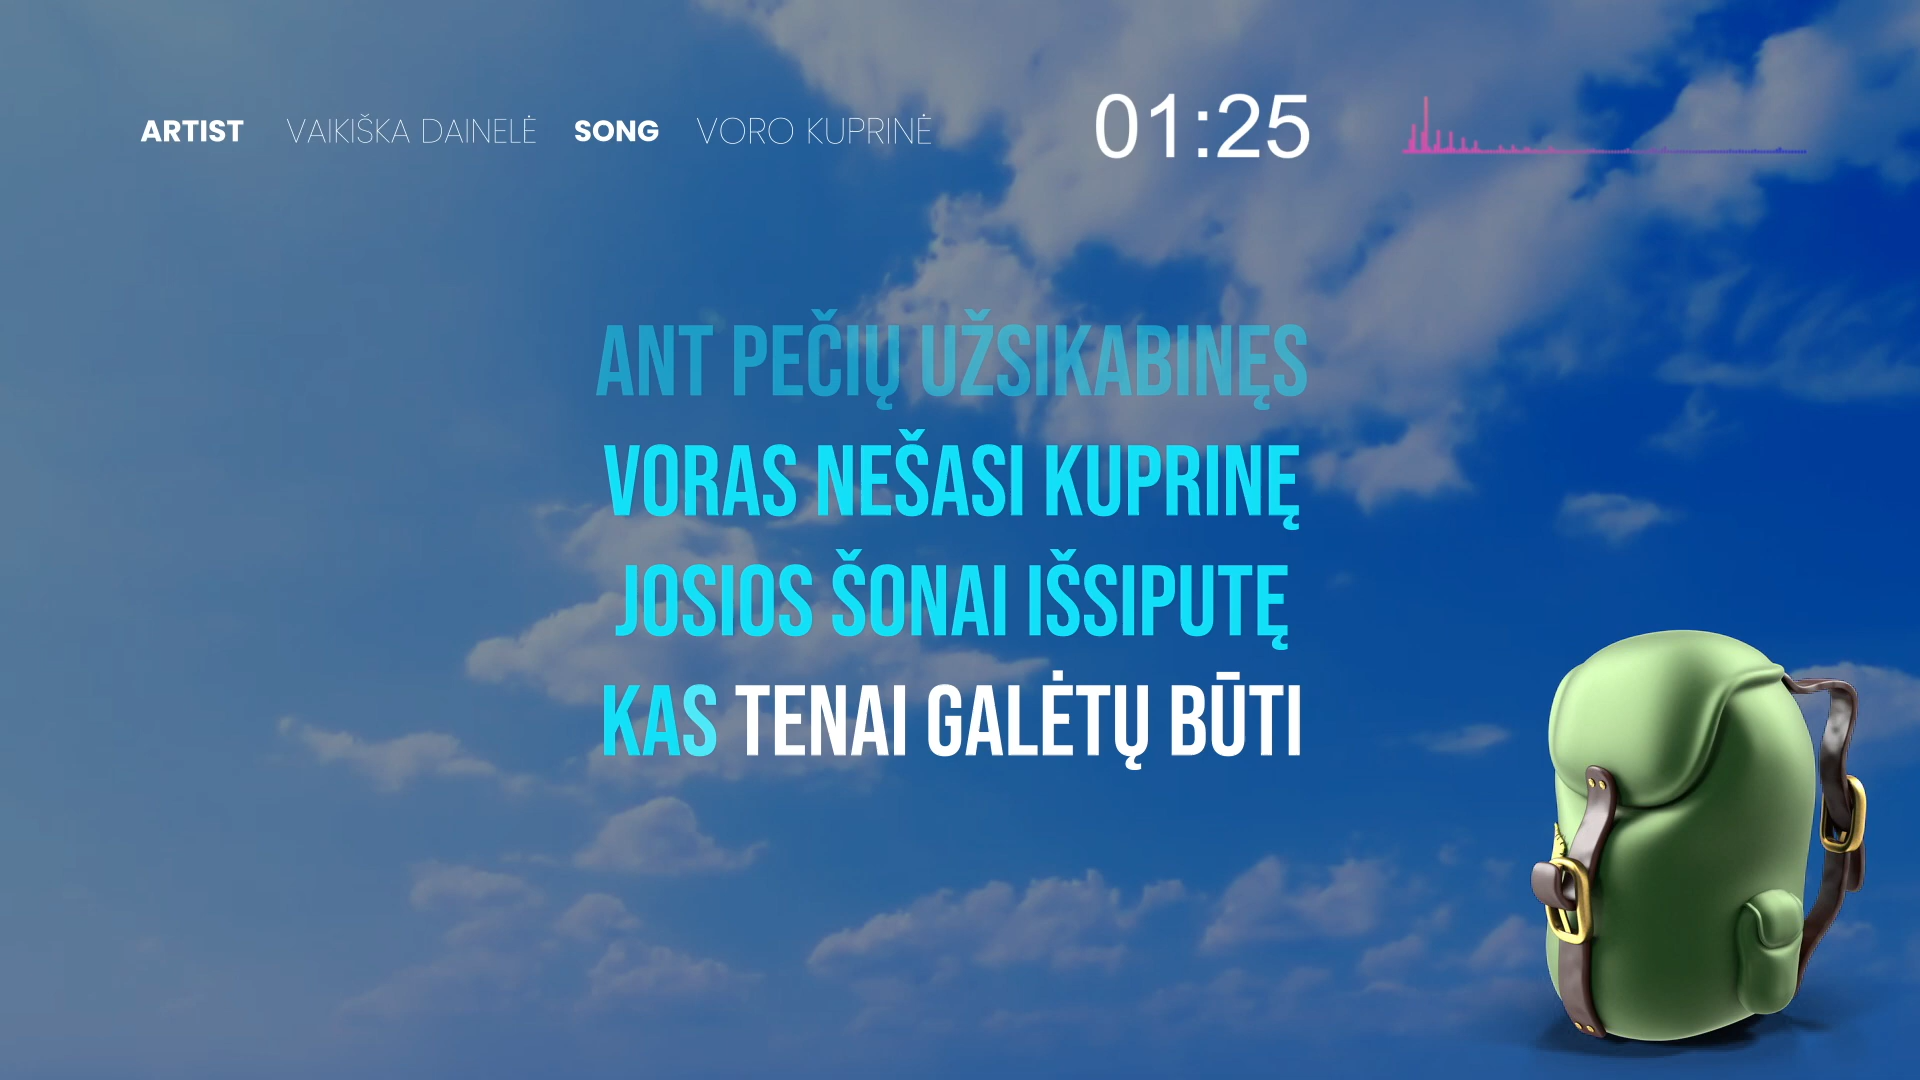 ARTIST VAIKIŠKA DAINELĖ SONG VORO KUPRINĖ 01:25
ANT PEČIŲ UŽSIKABINĘS
VORAS NEŠASI KUPRINĘ
JOSIOS ŠONAI IŠSIPUTĘ
KAS TENAI GALĖTŲ BŪTI